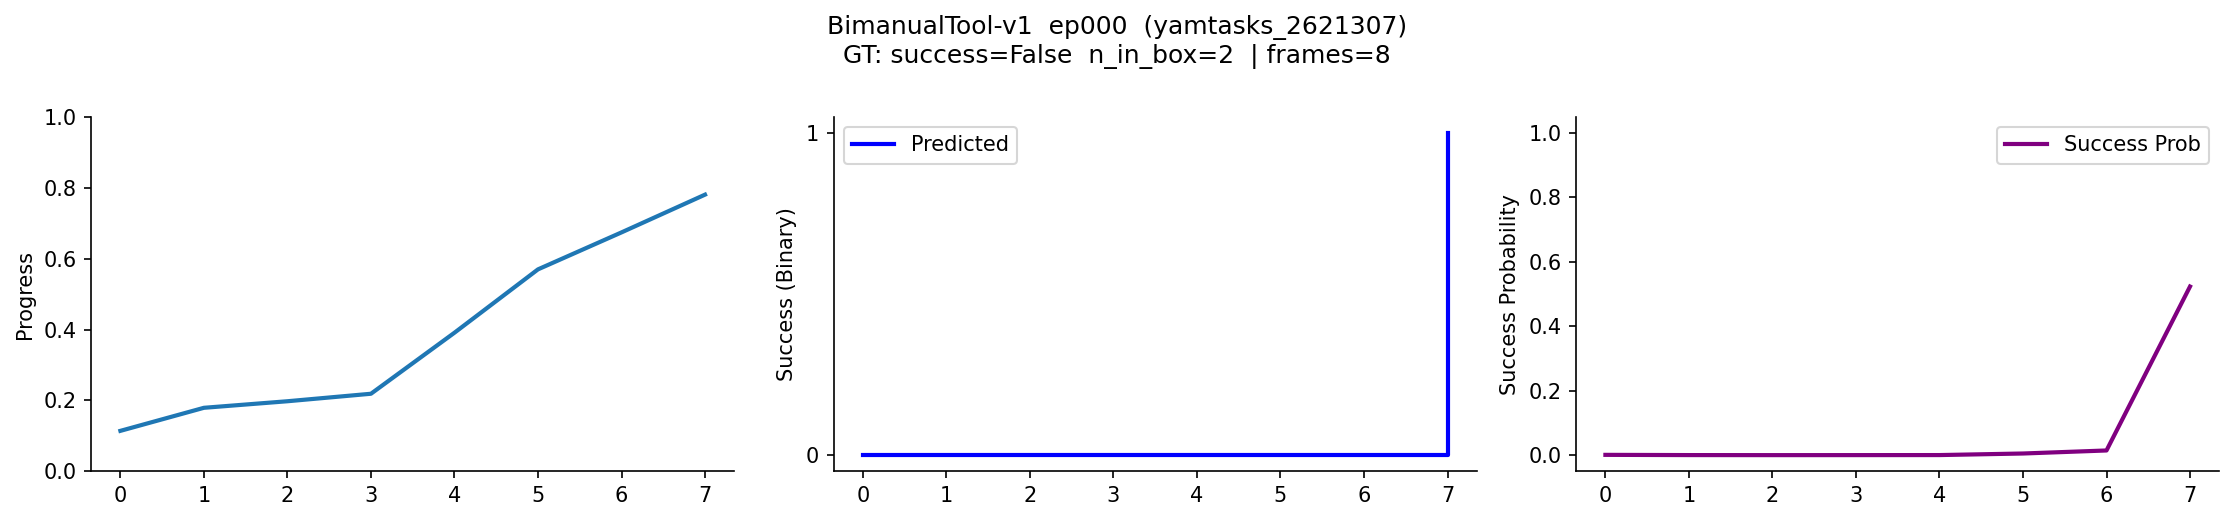 BimanualTool-v1  ep000  (yamtasks_2621307)
GT: success=False  n_in_box=2  | frames=8
Progress
1.0
0.8
0.6
0.4
0.2
0.0
0 1 2 3 4 5 6 7
Success (Binary)
1
0
Predicted
0 1 2 3 4 5 6 7
Success Probability
1.0
0.8
0.6
0.4
0.2
0.0
Success Prob
0 1 2 3 4 5 6 7